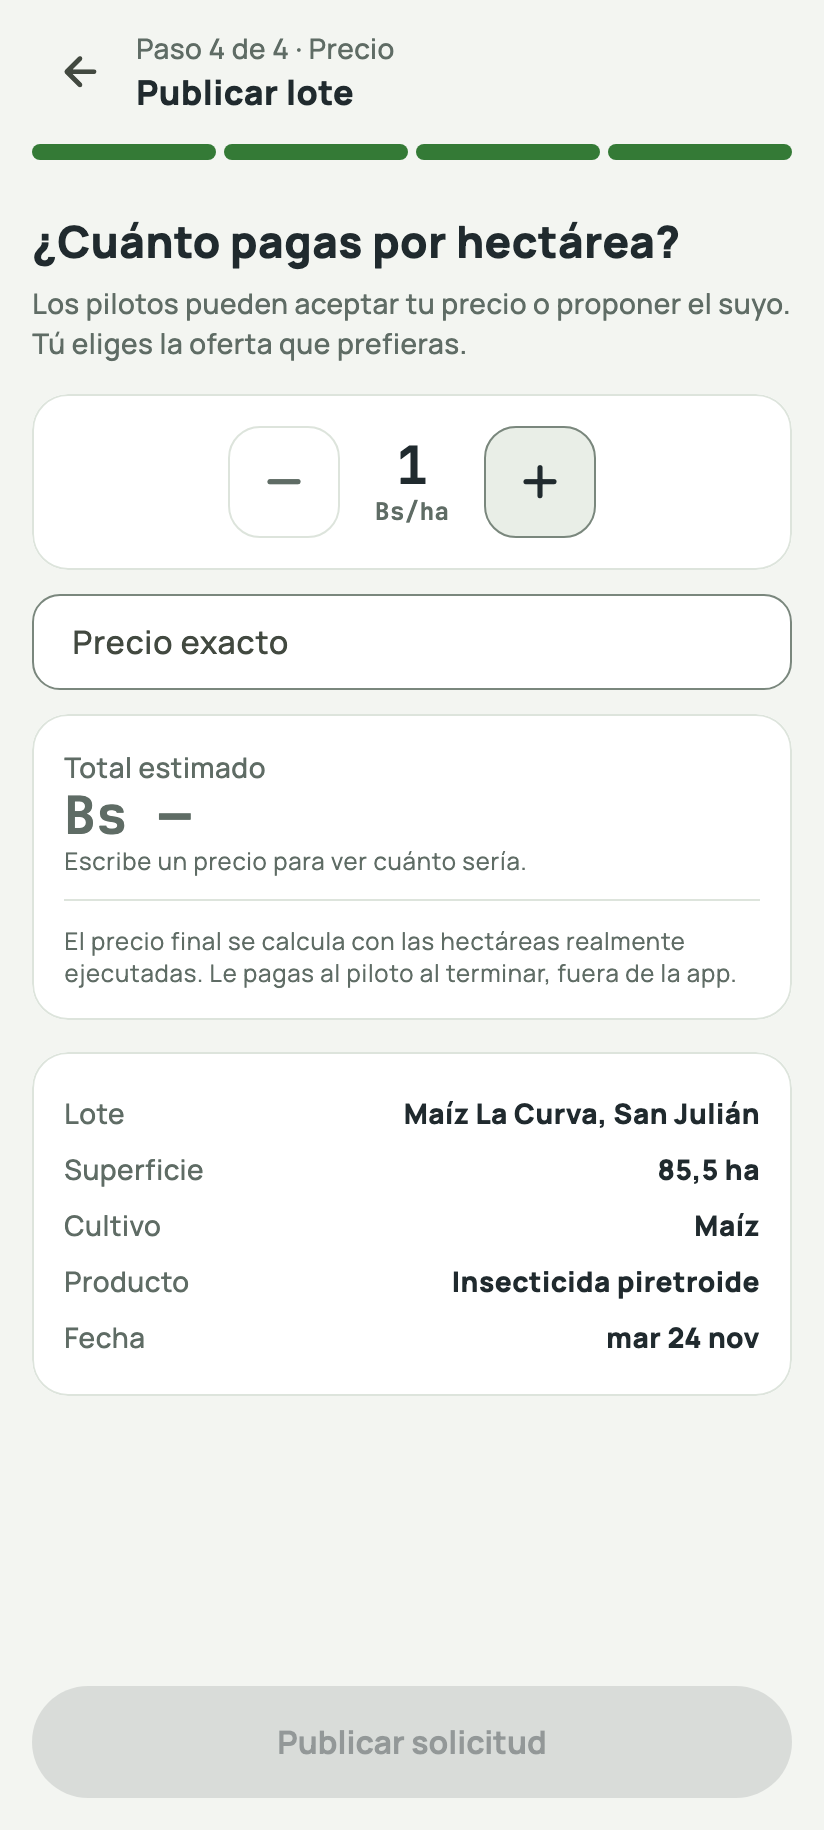 Paso 4 de 4 · Precio
Publicar lote
¿Cuánto pagas por hectárea?
Los pilotos pueden aceptar tu precio o proponer el suyo.
Tú eliges la oferta que prefieras.
1
Bs/ha
Precio exacto
Total estimado
Bs –
Escribe un precio para ver cuánto sería.
El precio final se calcula con las hectáreas realmente
ejecutadas. Le pagas al piloto al terminar, fuera de la app.
Lote Maíz La Curva, San Julián
Superficie 85,5 ha
Cultivo Maíz
Producto Insecticida piretroide
Fecha mar 24 nov
Publicar solicitud